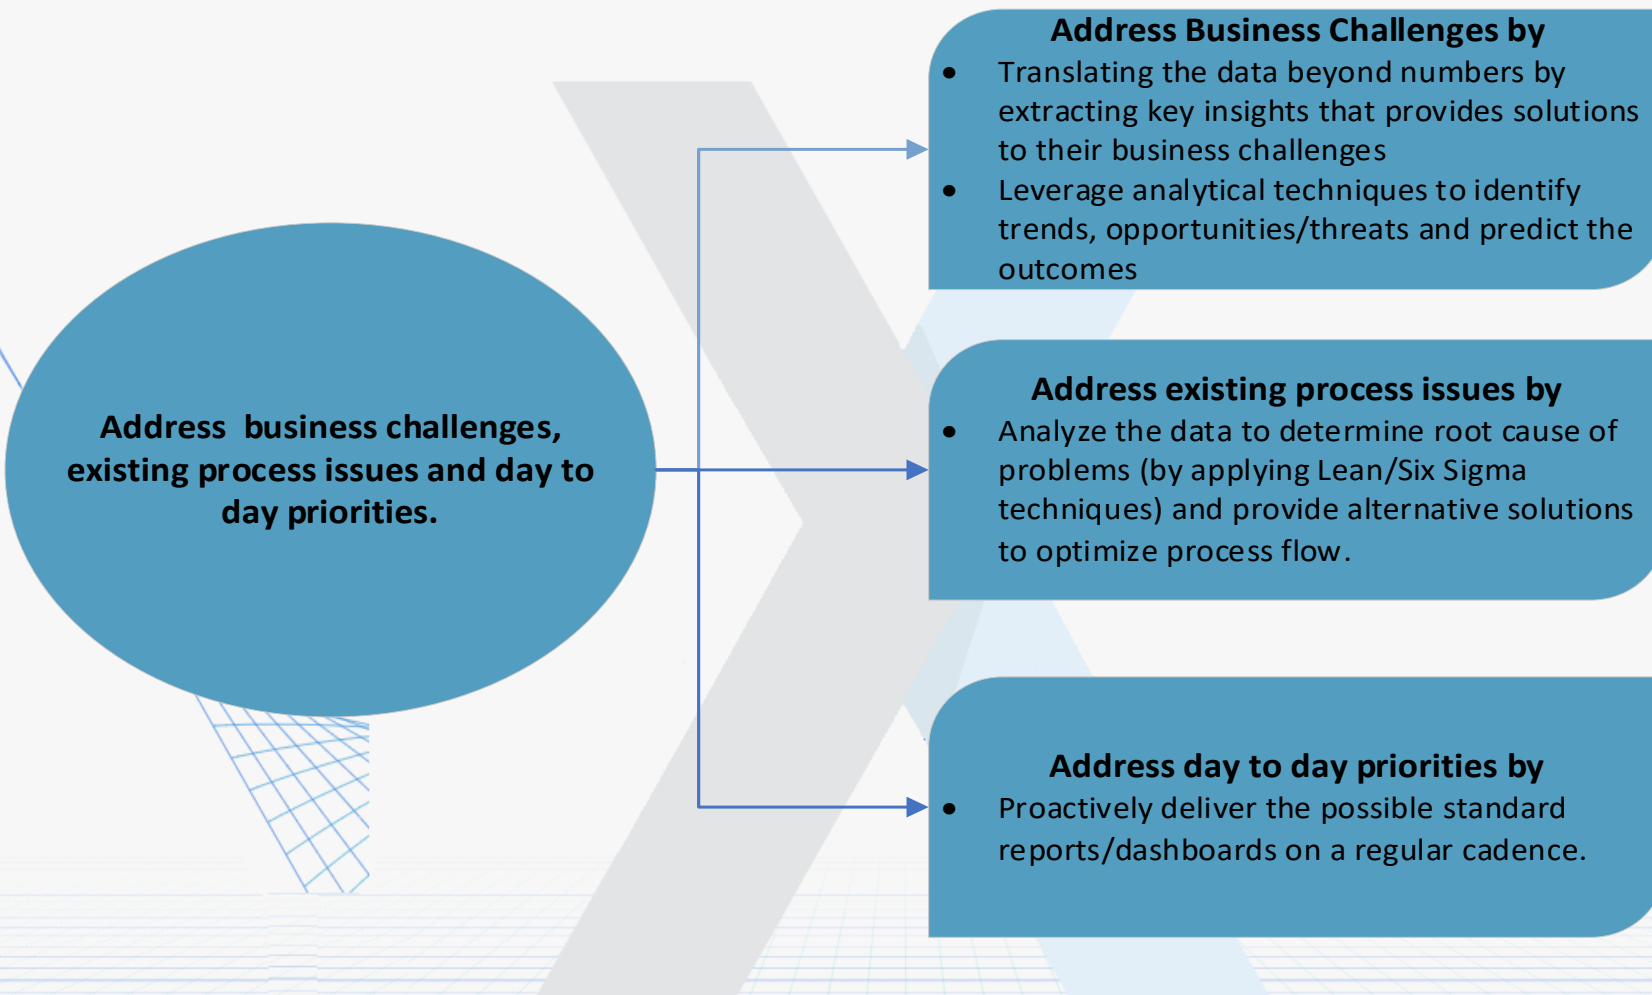 Address business challenges,
existing process issues and day to
day priorities.
Address Business Challenges by
• Translating the data beyond numbers by
extracting key insights that provides solutions
to their business challenges
• Leverage analytical techniques to identify
trends, opportunities/threats and predict the
outcomes
Address existing process issues by
• Analyze the data to determine root cause of
problems (by applying Lean/Six Sigma
techniques) and provide alternative solutions
to optimize process flow.
Address day to day priorities by
• Proactively deliver the possible standard
reports/dashboards on a regular cadence.